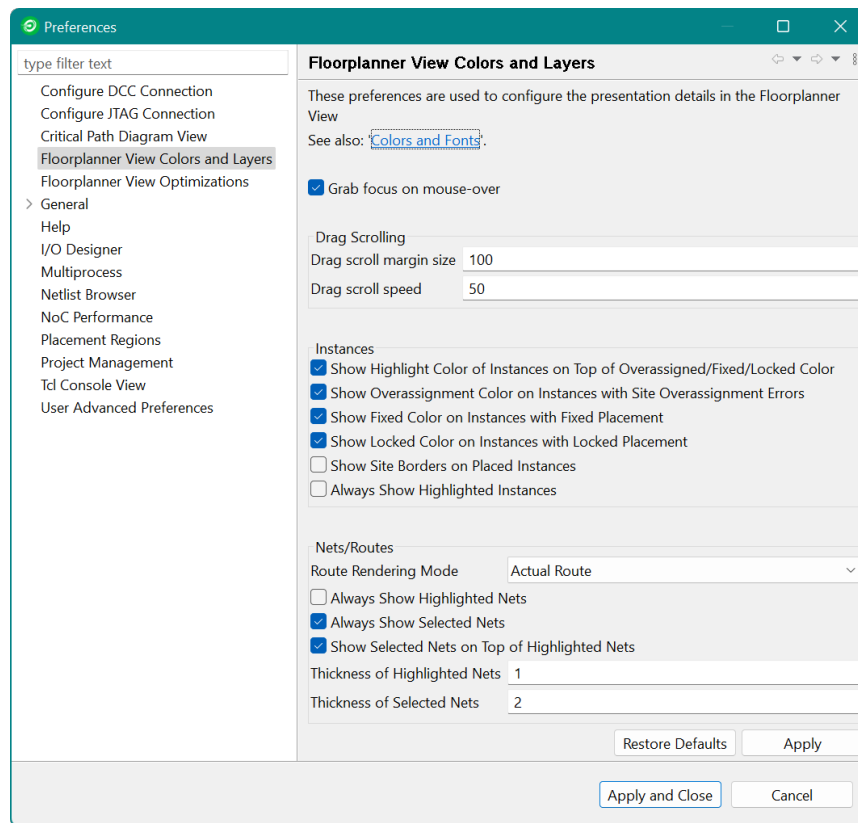 Preferences
type filter text
Configure DCC Connection
Configure JTAG Connection
Critical Path Diagram View
Floorplanner View Colors and Layers
Floorplanner View Optimizations
General
Help
I/O Designer
Multiprocess
Netlist Browser
NoC Performance
Placement Regions
Project Management
Tcl Console View
User Advanced Preferences
Floorplanner View Colors and Layers
These preferences are used to configure the presentation details in the Floorplanner
View
See also: 'Colors and Fonts'.
Grab focus on mouse-over
Drag Scrolling
Drag scroll margin size 100
Drag scroll speed 50
Instances
Show Highlight Color of Instances on Top of Overassigned/Fixed/Locked Color
Show Overassignment Color on Instances with Site Overassignment Errors
Show Fixed Color on Instances with Fixed Placement
Show Locked Color on Instances with Locked Placement
Show Site Borders on Placed Instances
Always Show Highlighted Instances
Nets/Routes
Route Rendering Mode Actual Route
Always Show Highlighted Nets
Always Show Selected Nets
Show Selected Nets on Top of Highlighted Nets
Thickness of Highlighted Nets 1
Thickness of Selected Nets 2
Restore Defaults Apply
Apply and Close Cancel